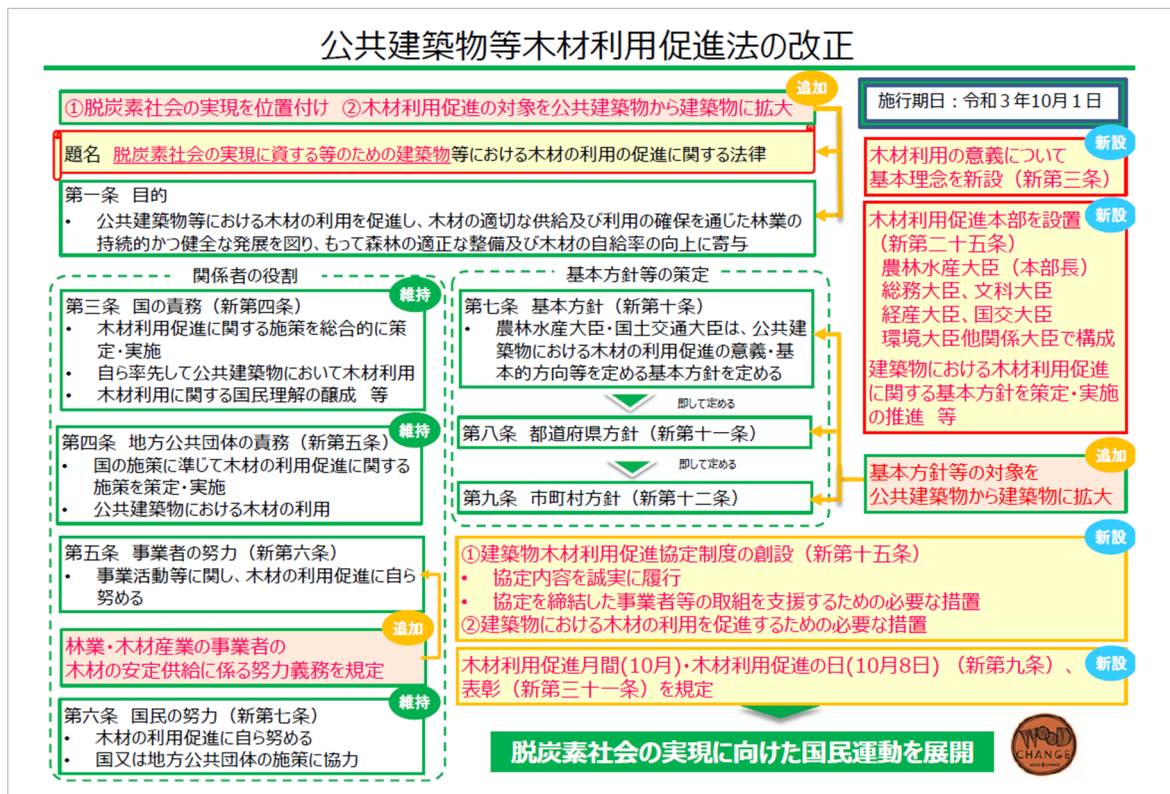 公共建築物等木材利用促進法の改正
追加
①脱炭素社会の実現を位置付け ②木材利用促進の対象を公共建築物から建築物に拡大
題名 脱炭素社会の実現に資する等のための建築物等における木材の利用の促進に関する法律
第一条 目的
• 公共建築物等における木材の利用を促進し、木材の適切な供給及び利用の確保を通じた林業の
持続的かつ健全な発展を図り、もって森林の適正な整備及び木材の自給率の向上に寄与
施行期日:令和3年10月1日
新設
木材利用の意義について
基本理念を新設(新第三条)
新設
木材利用促進本部を設置
(新第二十五条)
農林水産大臣(本部長)
総務大臣、文科大臣
経産大臣、国交大臣
環境大臣他関係大臣で構成
建築物における木材利用促進
に関する基本方針を策定・実施
の推進 等
関係者の役割
維持
第三条 国の責務(新第四条)
• 木材利用促進に関する施策を総合的に策
定・実施
• 自ら率先して公共建築物において木材利用
• 木材利用に関する国民理解の醸成 等
維持
第四条 地方公共団体の責務(新第五条)
• 国の施策に準じて木材の利用促進に関する
施策を策定・実施
• 公共建築物における木材の利用
第五条 事業者の努力(新第六条)
• 事業活動等に関し、木材の利用促進に自ら
努める
追加
林業・木材産業の事業者の
木材の安定供給に係る努力義務を規定
維持
第六条 国民の努力(新第七条)
• 木材の利用促進に自ら努める
• 国又は地方公共団体の施策に協力
基本方針等の策定
第七条 基本方針(新第十条)
• 農林水産大臣・国土交通大臣は、公共建
築物における木材の利用促進の意義・基
本的方向等を定める基本方針を定める
即して定める
第八条 都道府県方針(新第十一条)
即して定める
第九条 市町村方針(新第十二条)
追加
基本方針等の対象を
公共建築物から建築物に拡大
新設
①建築物木材利用促進協定制度の創設(新第十五条)
• 協定内容を誠実に履行
• 協定を締結した事業者等の取組を支援するための必要な措置
②建築物における木材の利用を促進するための必要な措置
新設
木材利用促進月間(10月)・木材利用促進の日(10月8日) (新第九条)、
表彰(新第三十一条)を規定
脱炭素社会の実現に向けた国民運動を展開
WOOD
CHANGE